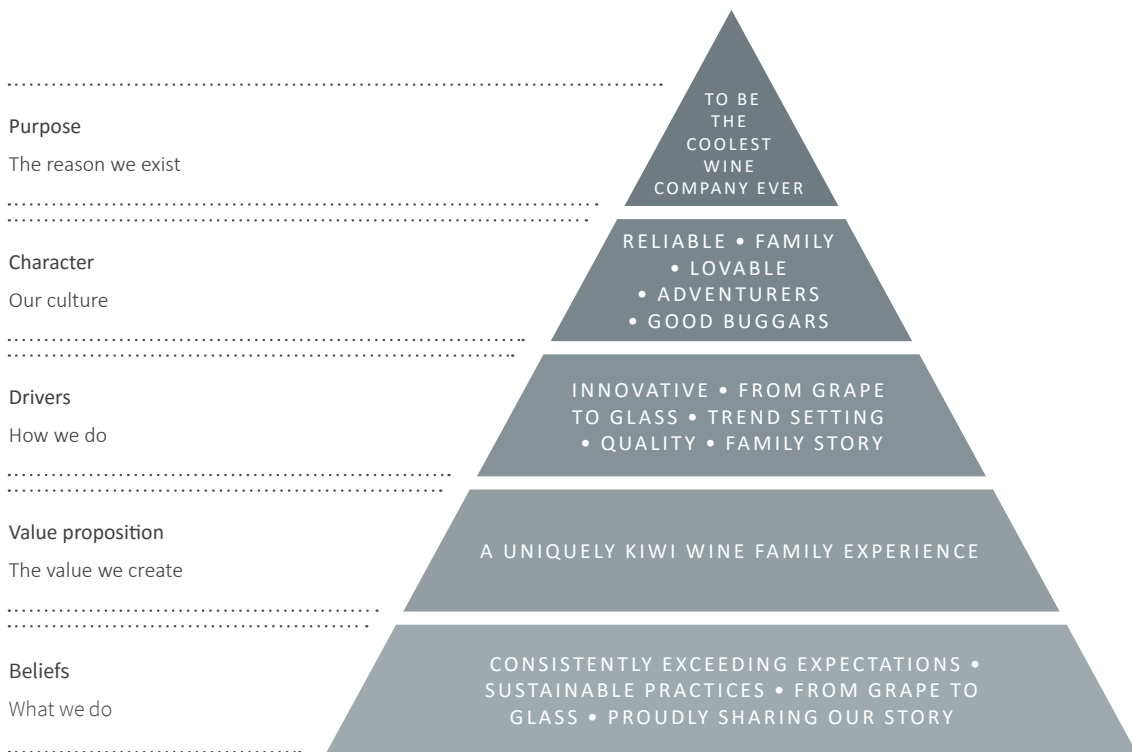 Purpose
The reason we exist
TO BE
THE
COOLEST
WINE
COMPANY EVER
Character
Our culture
RELIABLE • FAMILY
• LOVABLE
• ADVENTURERS
• GOOD BUGGARS
Drivers
How we do
INNOVATIVE • FROM GRAPE
TO GLASS • TREND SETTING
• QUALITY • FAMILY STORY
Value proposition
The value we create
A UNIQUELY KIWI WINE FAMILY EXPERIENCE
Beliefs
What we do
CONSISTENTLY EXCEEDING EXPECTATIONS •
SUSTAINABLE PRACTICES • FROM GRAPE TO
GLASS • PROUDLY SHARING OUR STORY